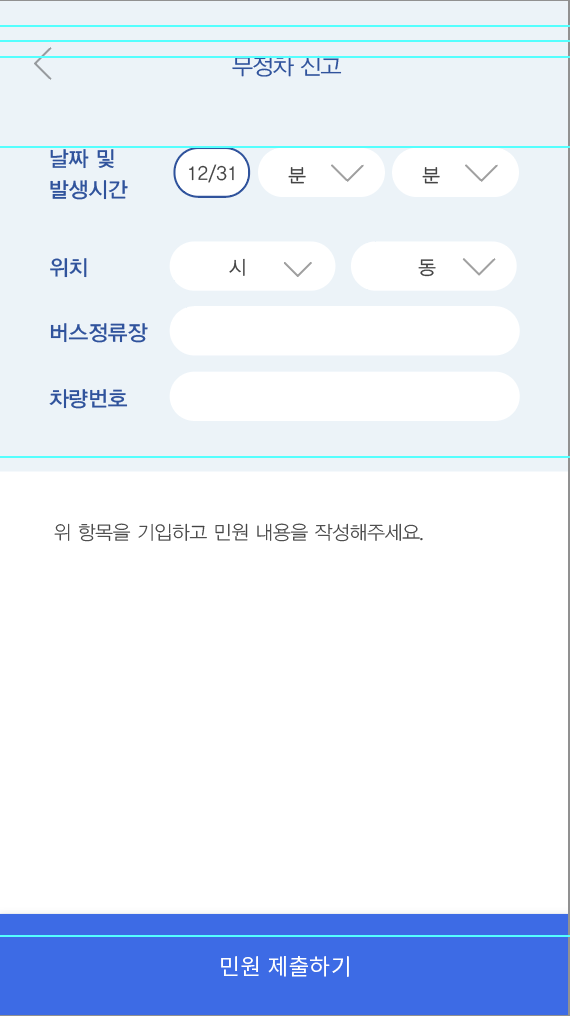 무정차 신고
날짜 및
발생시간
12/31
분
분
위치
시
동
버스정류장
차량번호
위 항목을 기입하고 민원 내용을 작성해주세요.
민원 제출하기